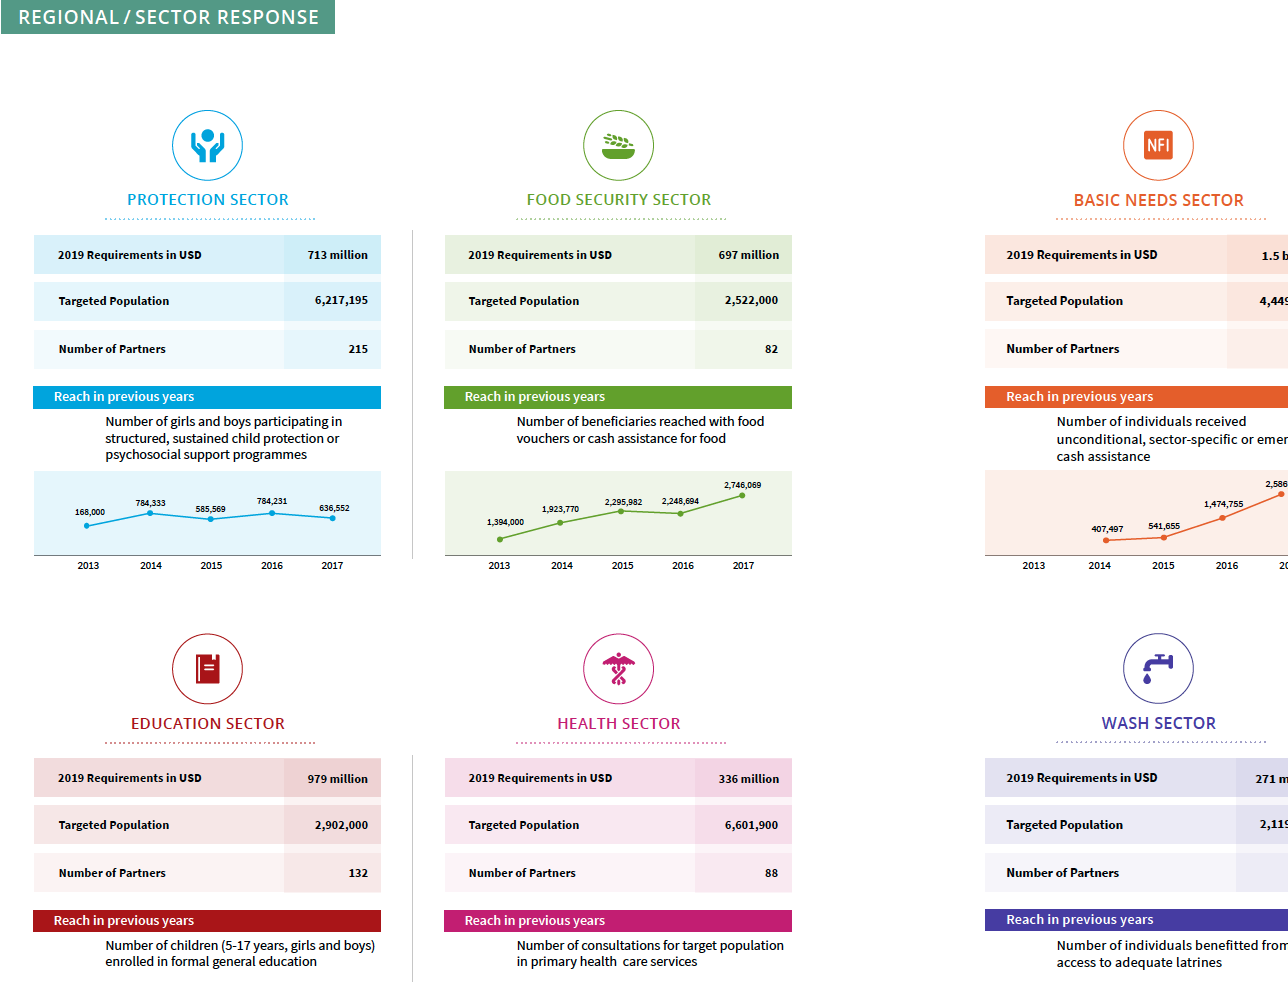 REGIONAL / SECTOR RESPONSE
PROTECTION SECTOR
2019 Requirements in USD 713 million
Targeted Population 6,217,195
Number of Partners 215
Reach in previous years
Number of girls and boys participating in
structured, sustained child protection or
psychosocial support programmes
168,000 784,333 585,569 784,231 636,552
2013 2014 2015 2016 2017
FOOD SECURITY SECTOR
2019 Requirements in USD 697 million
Targeted Population 2,522,000
Number of Partners 82
Reach in previous years
Number of beneficiaries reached with food
vouchers or cash assistance for food
1,394,000 1,923,770 2,295,982 2,248,694 2,746,069
2013 2014 2015 2016 2017
NFI
BASIC NEEDS SECTOR
2019 Requirements in USD 1.5
Targeted Population
Number of Partners
Reach in previous years
Number of individuals received
unconditional, sector-specific or
cash assistance
407,497 541,655 1,474,755
2013 2014 2015 2016
EDUCATION SECTOR
2019 Requirements in USD 979 million
Targeted Population 2,902,000
Number of Partners 132
Reach in previous years
Number of children (5-17 years, girls and boys)
enrolled in formal general education
HEALTH SECTOR
2019 Requirements in USD 336 million
Targeted Population 6,601,900
Number of Partners 88
Reach in previous years
Number of consultations for target population
in primary health care services
WASH SECTOR
2019 Requirements in USD 271
Targeted Population
Number of Partners
Reach in previous years
Number of individuals benefitted from
access to adequate latrines